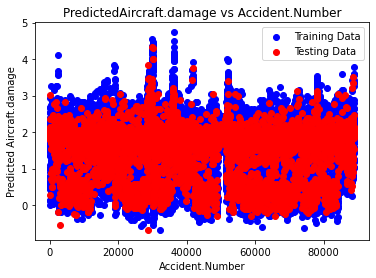 PredictedAircraft.damage vs Accident.Number
Training Data
Testing Data
Predicted Aircraft.damage
5
4
3
2
1
0
0 20000 40000 60000 80000
Accident.Number